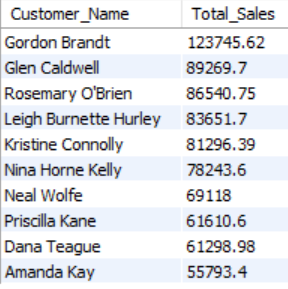 Customer_Name Total_Sales
Gordon Brandt 123745.62
Glen Caldwell 89269.7
Rosemary O'Brien 86540.75
Leigh Burnette Hurley 83651.7
Kristine Connolly 81296.39
Nina Horne Kelly 78243.6
Neal Wolfe 69118
Priscilla Kane 61610.6
Dana Teague 61298.98
Amanda Kay 55793.4